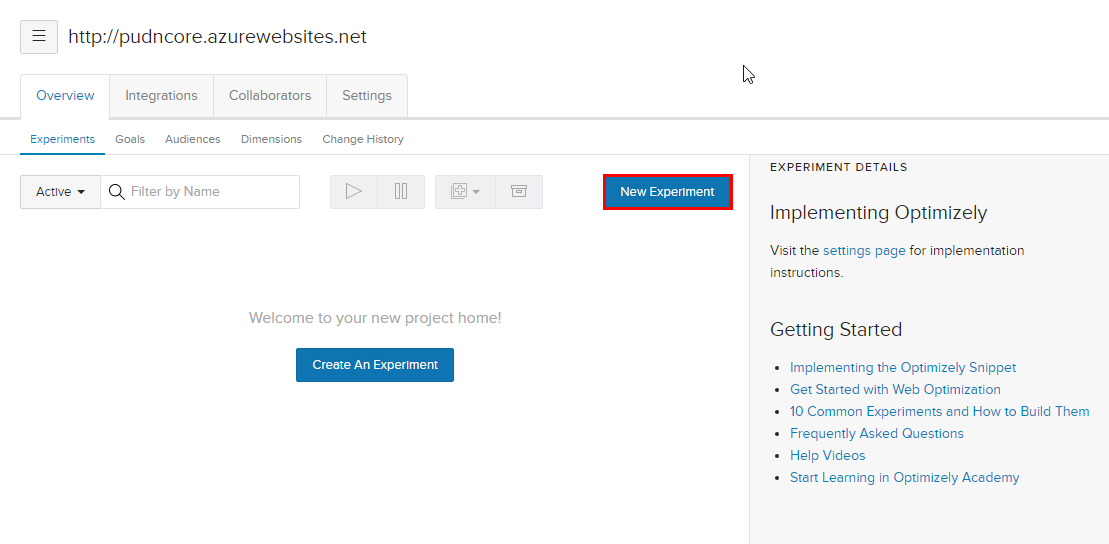 http://pudncore.azurewebsites.net
Overview
Integrations
Collaborators
Settings
Experiments
Goals
Audiences
Dimensions
Change History
Active
Filter by Name
New Experiment
Welcome to your new project home!
Create An Experiment
EXPERIMENT DETAILS
Implementing Optimizely
Visit the settings page for implementation
instructions.
Getting Started
Implementing the Optimizely Snippet
Get Started with Web Optimization
10 Common Experiments and How to Build Them
Frequently Asked Questions
Help Videos
Start Learning in Optimizely Academy